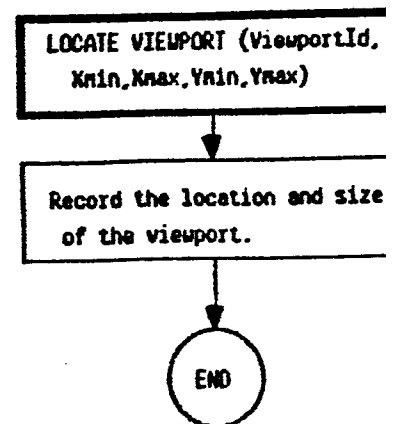 LOCATE VIEWPORT (ViewportId,
Xmin,Xmax,Ymin,Ymax)
Record the location and size
of the viewport.
END